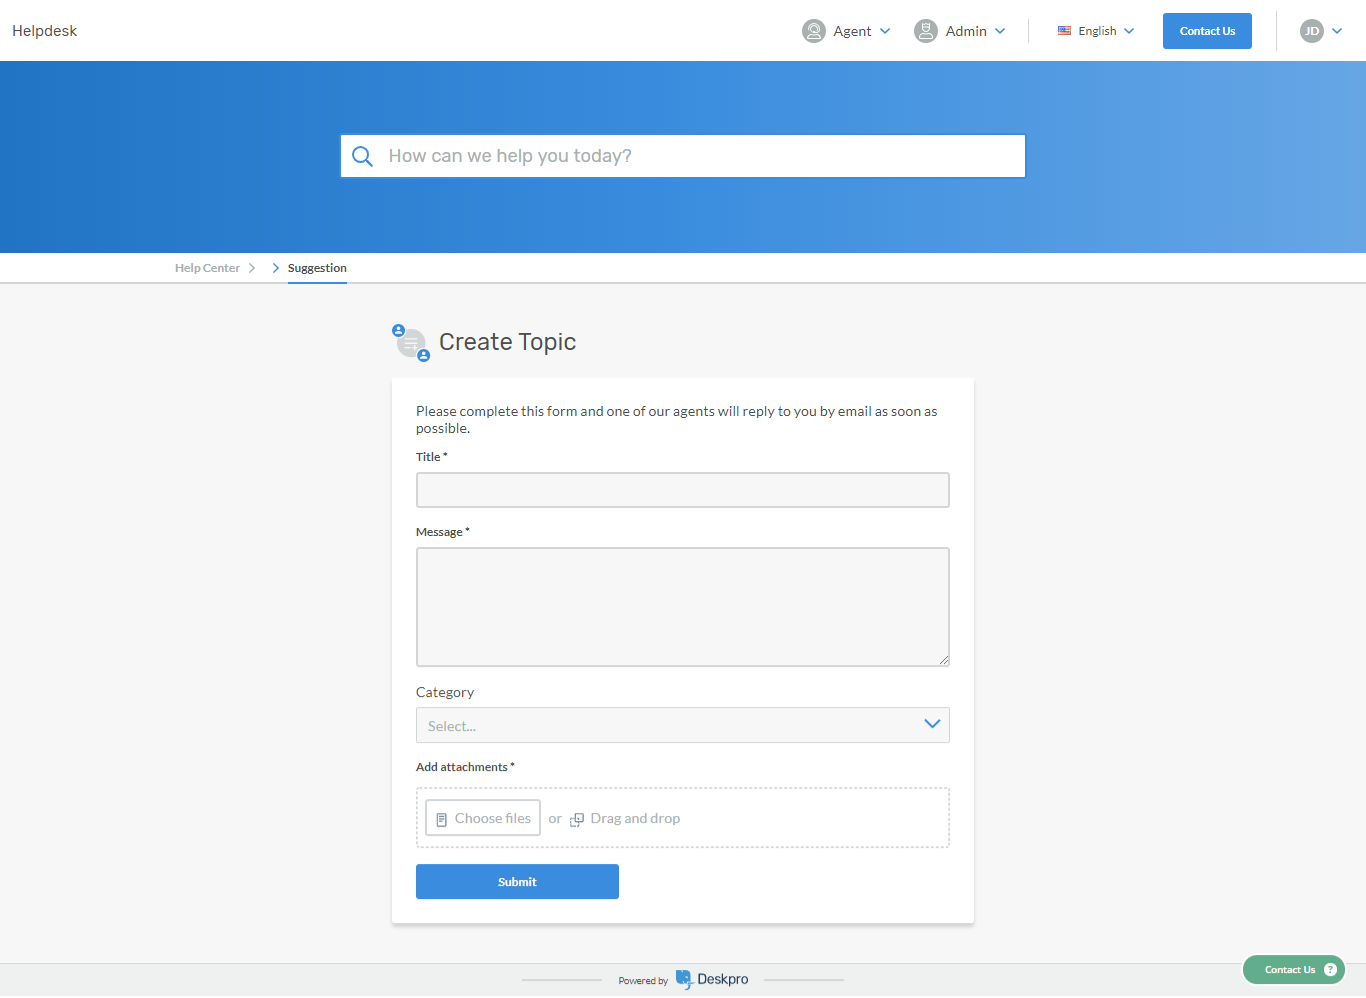 Helpdesk
Agent
Admin
English
Contact Us
JD
How can we help you today?
Help Center
Suggestion
Create Topic
Please complete this form and one of our agents will reply to you by email as soon as
possible.
Title *
Message *
Category
Select...
Add attachments *
Choose files or Drag and drop
Submit
Powered by Deskpro
Contact Us ?